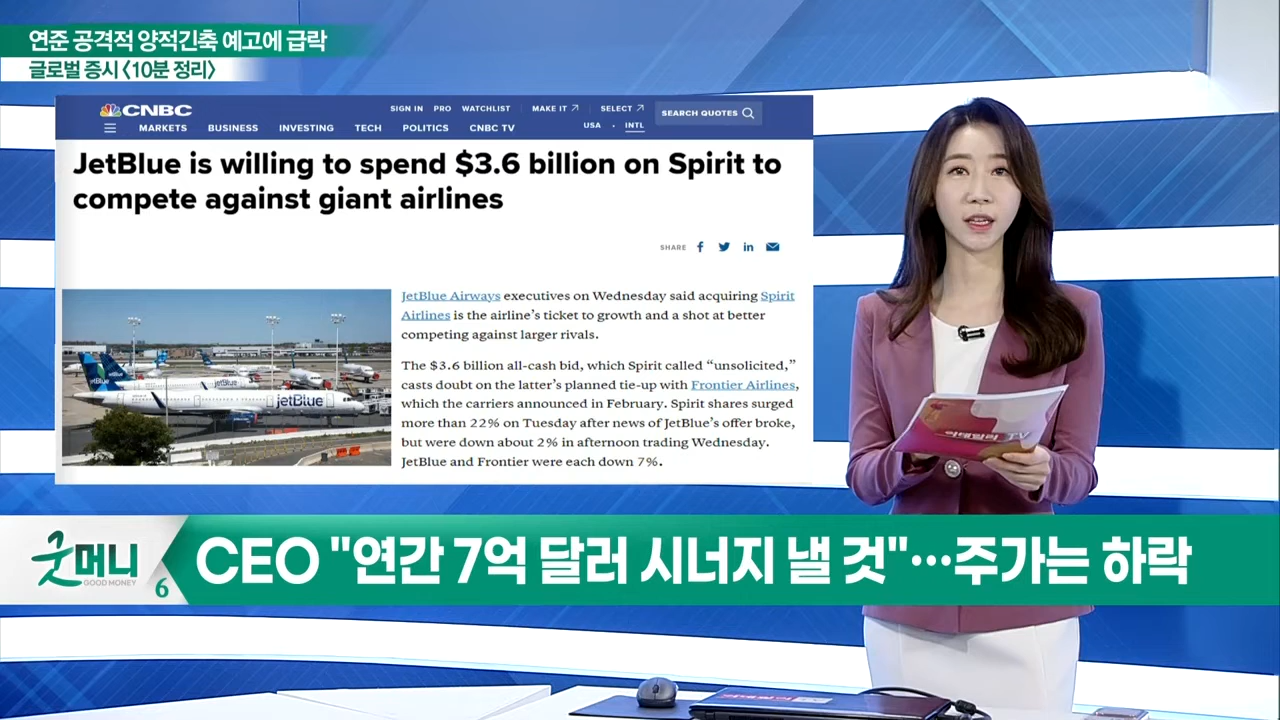 연준 공격적 양적긴축 예고에 급락
글로벌 증시 <10분 정리>
CNBC
SIGN IN PRO WATCHLIST MAKE IT SELECT SEARCH QUOTES
USA · INTL
MARKETS BUSINESS INVESTING TECH POLITICS CNBC TV
JetBlue is willing to spend $3.6 billion on Spirit to
compete against giant airlines
SHARE
JetBlue Airways executives on Wednesday said acquiring Spirit
Airlines is the airline's ticket to growth and a shot at better
competing against larger rivals.
The $3.6 billion all-cash bid, which Spirit called “unsolicited,”
casts doubt on the latter's planned tie-up with Frontier Airlines,
which the carriers announced in February. Spirit shares surged
more than 22% on Tuesday after news of JetBlue's offer broke,
but were down about 2% in afternoon trading Wednesday.
JetBlue and Frontier were each down 7%.
jetBlue
jetBlue
jetBlue
굿머니
GOOD MONEY
6
CEO "연간 7억 달러 시너지 낼 것"…주가는 하락